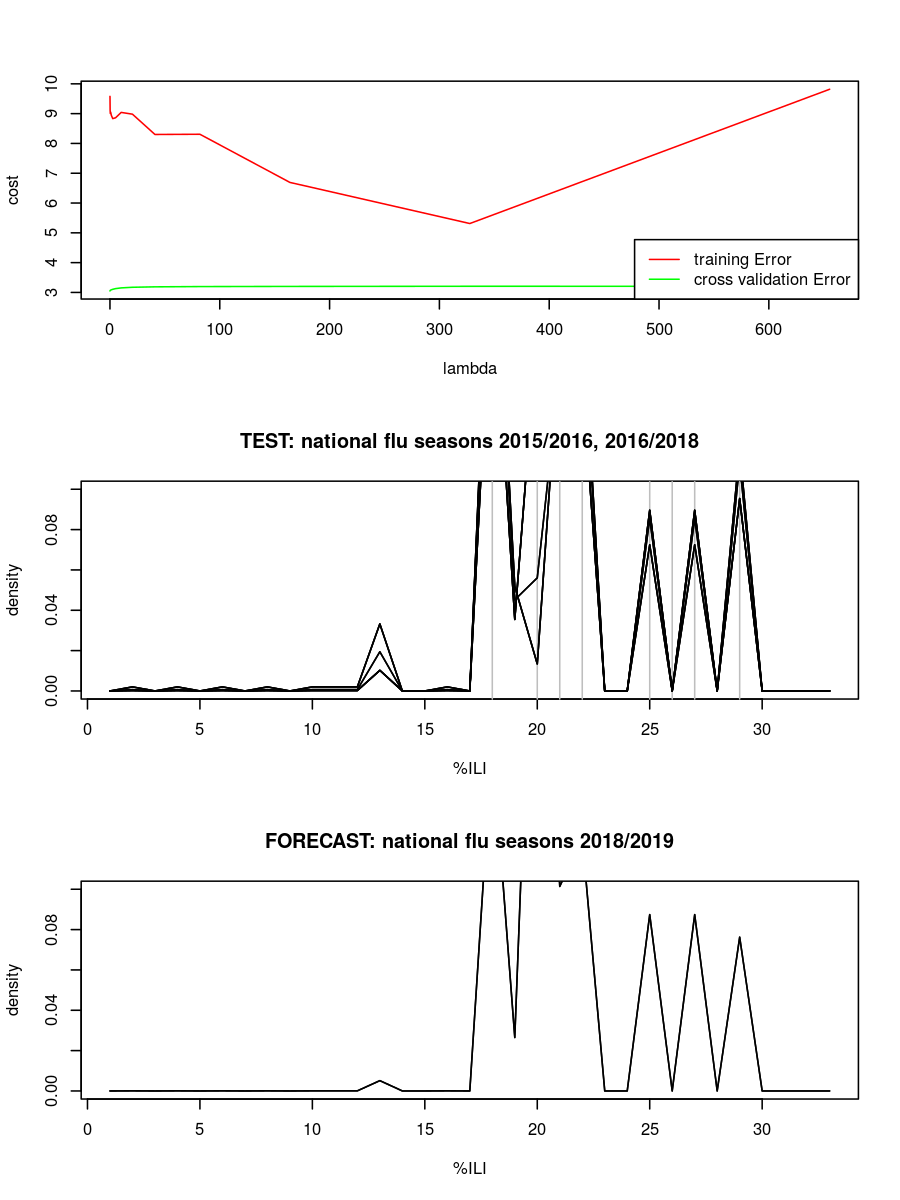 cost
10
9
8
7
6
5
4
3
training Error
cross validation Error
0 100 200 300 400 500 600
lambda
TEST: national flu seasons 2015/2016, 2016/2018
density
0.08
0.04
0.00
0 5 10 15 20 25 30
%ILI
FORECAST: national flu seasons 2018/2019
density
0.08
0.04
0.00
0 5 10 15 20 25 30
%ILI